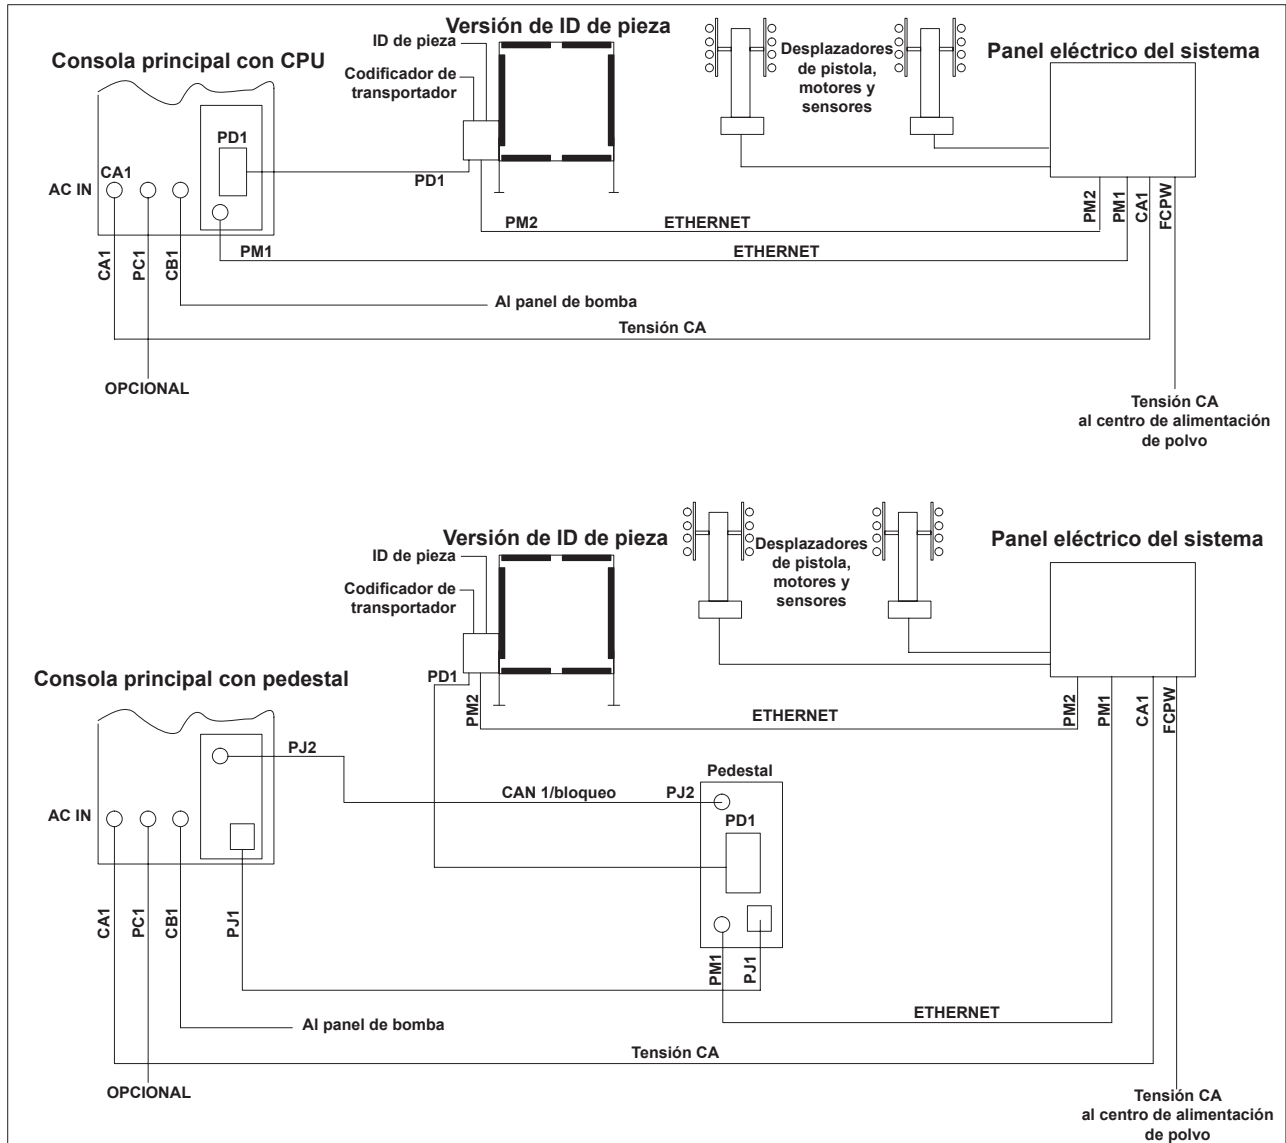 Versión de ID de pieza
ID de pieza
Consola principal con CPU
Codificador de
transportador
Desplazadores
de pistola,
motores y
sensores
Panel eléctrico del sistema
PD1
CA1
AC IN
PD1
PM2
ETHERNET
PM1
ETHERNET
PM2
PM1
CA1
FCPW
CA1
PC1
CB1
Al panel de bomba
Tensión CA
OPCIONAL
Tensión CA
al centro de alimentación
de polvo
Versión de ID de pieza
ID de pieza
Codificador de
transportador
Desplazadores
de pistola,
motores y
sensores
Panel eléctrico del sistema
Consola principal con pedestal
PD1
PM2
ETHERNET
PM2
PM1
CA1
FCPW
PJ2
CAN 1/bloqueo
PJ2
Pedestal
PD1
AC IN
CA1
PC1
CB1
PJ1
PM1
PJ1
ETHERNET
Al panel de bomba
Tensión CA
OPCIONAL
Tensión CA
al centro de alimentación
de polvo